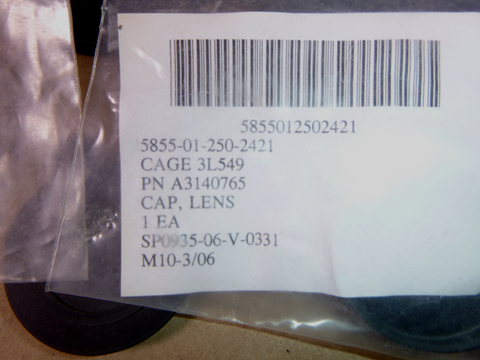 5855012502421
5855-01-250-2421
CAGE 3L549
PN A3140765
CAP, LENS
1 EA
SP0935-06-V-0331
M10-3/06